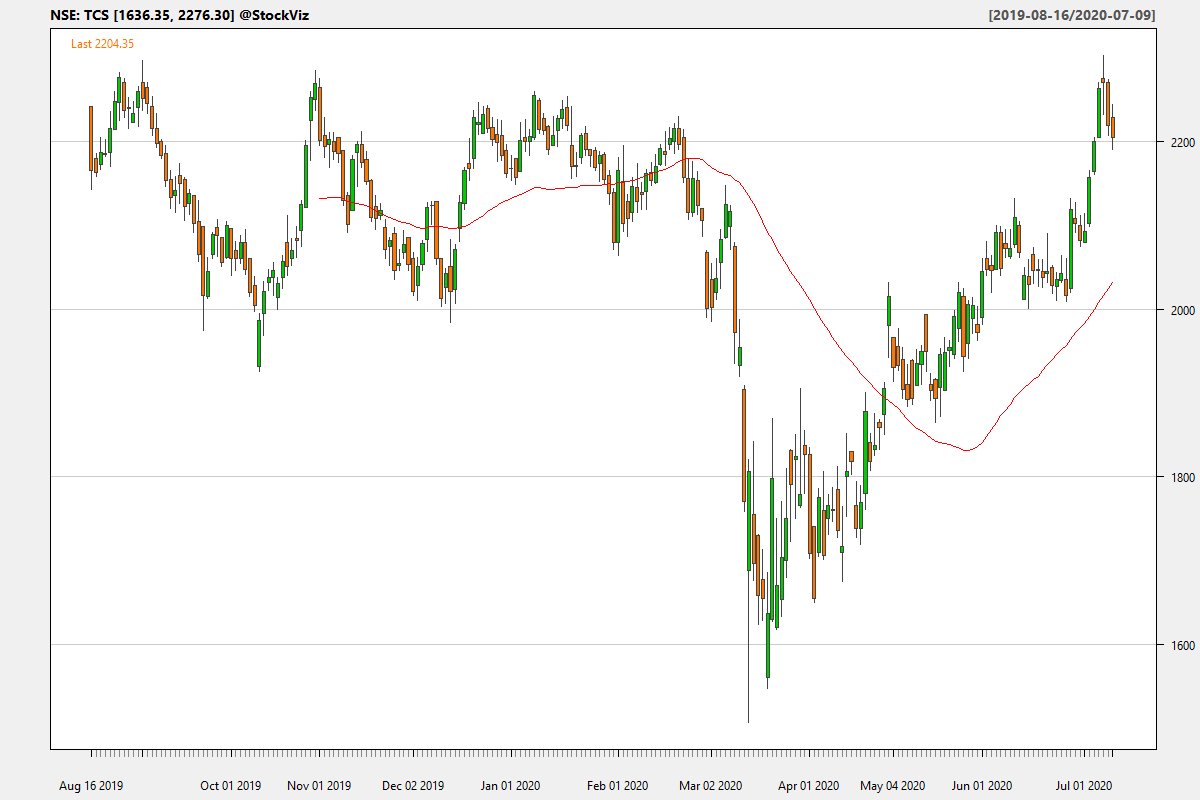 NSE: TCS [1636.35, 2276.30] @StockViz
[2019-08-16/2020-07-09]
Last 2204.35
2200
2000
1800
1600
Aug 16 2019
Oct 01 2019
Nov 01 2019
Dec 02 2019
Jan 01 2020
Feb 01 2020
Mar 02 2020
Apr 01 2020
May 04 2020
Jun 01 2020
Jul 01 2020